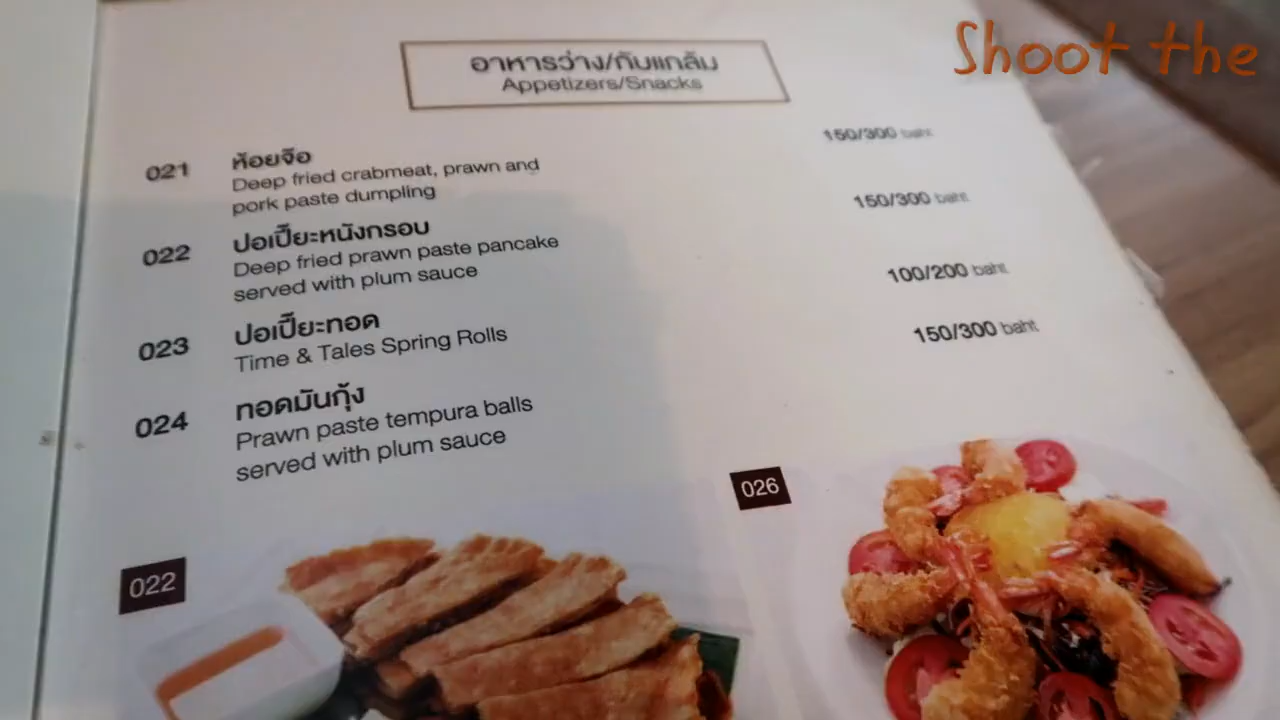 Shoot the
อาหารว่าง/กับแกล้ม
Appetizers/Snacks
021 ห้อยจ๊อ 150/300 baht
Deep fried crabmeat, prawn and
pork paste dumpling
022 ปอเปี๊ยะหนังกรอบ 150/300 baht
Deep fried prawn paste pancake
served with plum sauce
023 ปอเปี๊ยะทอด 100/200 baht
Time & Tales Spring Rolls
024 ทอดมันกุ้ง 150/300 baht
Prawn paste tempura balls
served with plum sauce
026
022